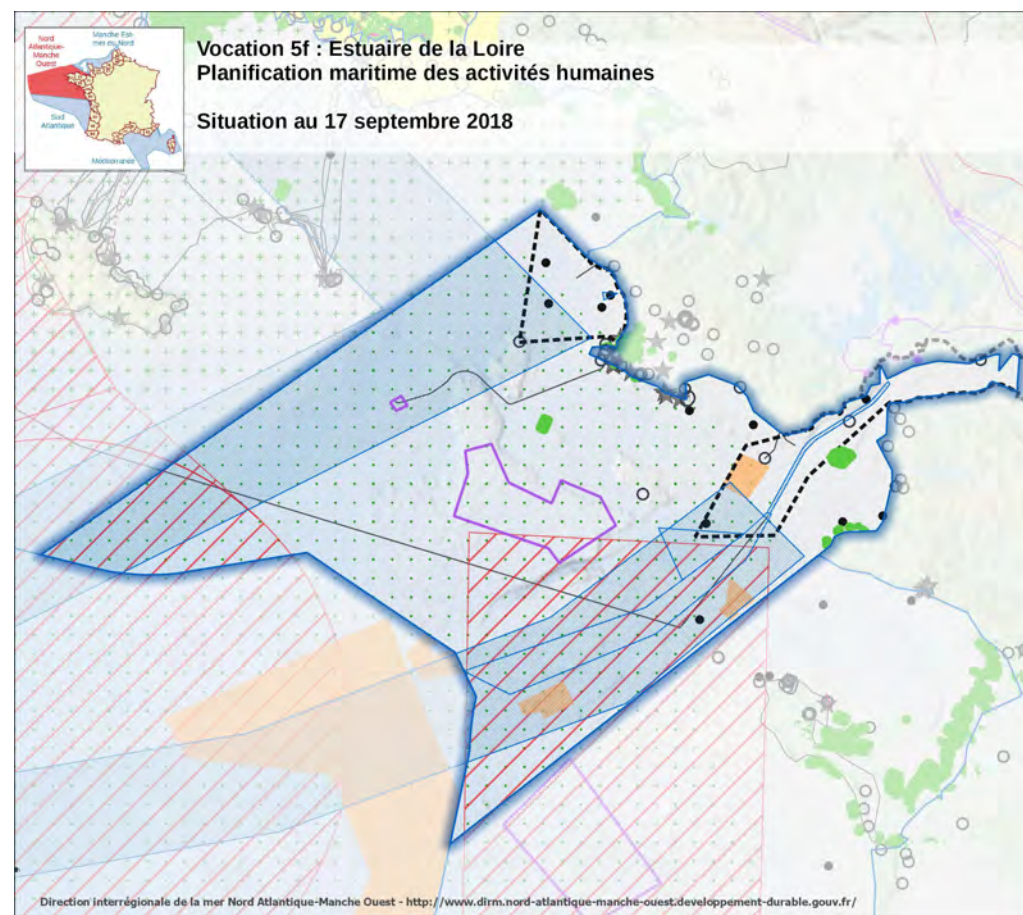 Nord
Atlantique-
Manche
Ouest
Manche Est-
mer du Nord
Sud
Atlantique
Méditerranée
Vocation 5f : Estuaire de la Loire
Planification maritime des activités humaines
Situation au 17 septembre 2018
Direction interrégionale de la mer Nord Atlantique-Manche Ouest - http://www.dirm.nord-atlantique-manche-ouest.developpement-durable.gouv.fr/